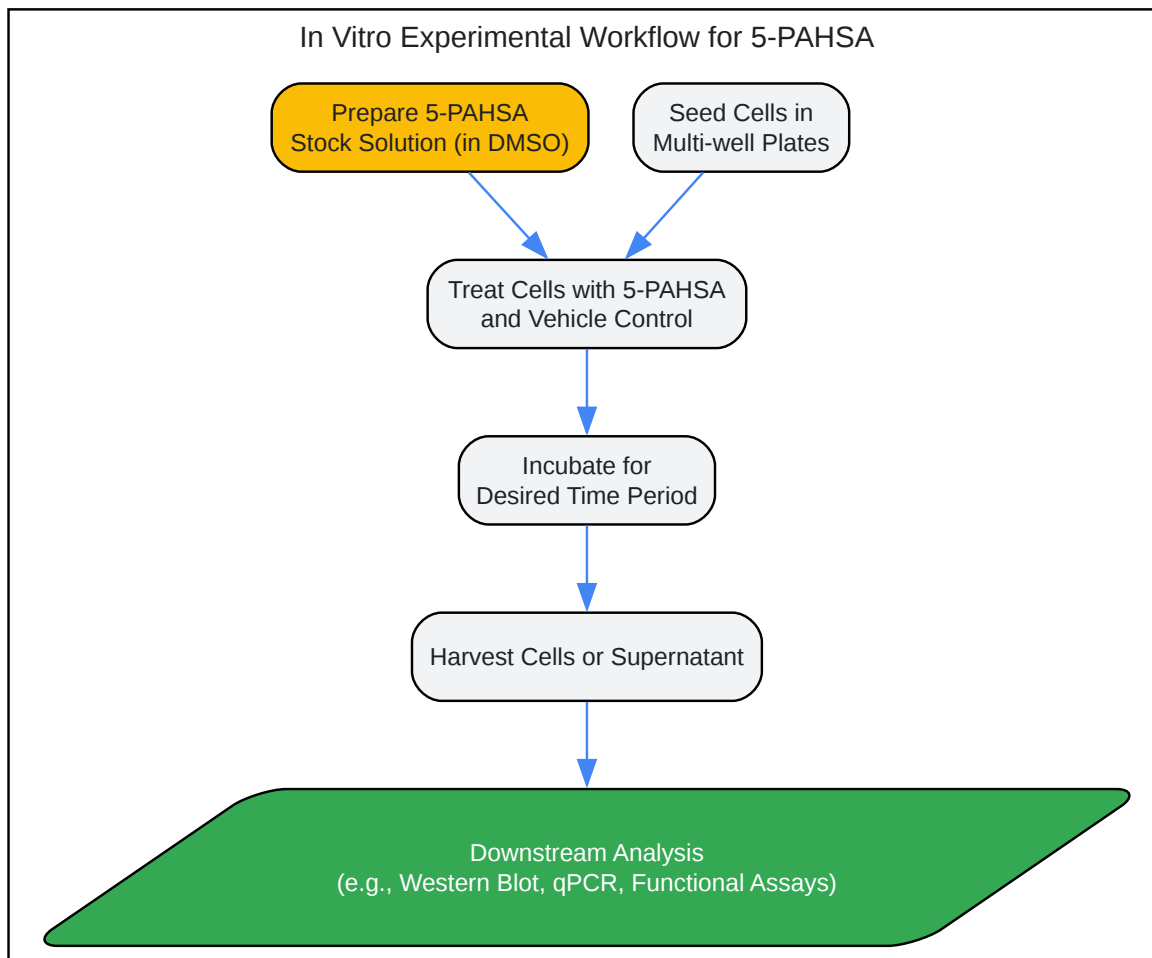 In Vitro Experimental Workflow for 5-PAHSA
Prepare 5-PAHSA
Stock Solution (in DMSO)
Seed Cells in
Multi-well Plates
Treat Cells with 5-PAHSA
and Vehicle Control
Incubate for
Desired Time Period
Harvest Cells or Supernatant
Downstream Analysis
(e.g., Western Blot, qPCR, Functional Assays)